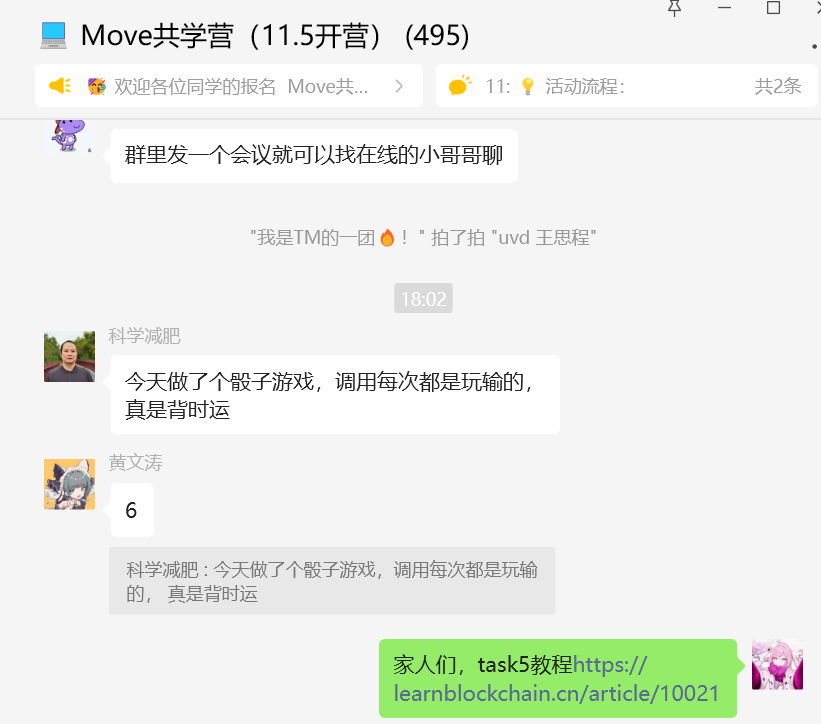 Move共学营（11.5开营） (495)
欢迎各位同学的报名 Move共...
11: 活动流程:
共2条
群里发一个会议就可以找在线的小哥哥聊
"我是TM的一团🔥！" 拍了拍 "uvd 王思程"
18:02
科学减肥
今天做了个骰子游戏，调用每次都是玩输的，
真是背时运
黄文涛
6
科学减肥 : 今天做了个骰子游戏，调用每次都是玩输
的， 真是背时运
家人们，task5教程https://
learnblockchain.cn/article/10021